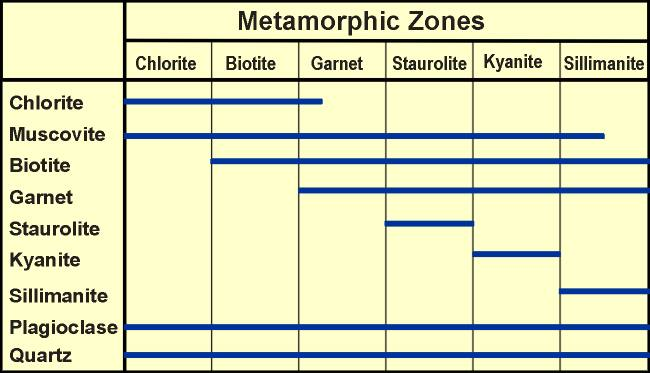 Metamorphic Zones
Chlorite Biotite Garnet Staurolite Kyanite Sillimanite
Chlorite
Muscovite
Biotite
Garnet
Staurolite
Kyanite
Sillimanite
Plagioclase
Quartz